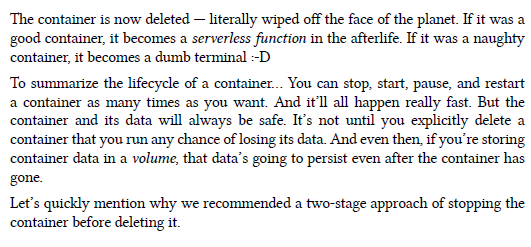 The container is now deleted — literally wiped off the face of the planet. If it was a
good container, it becomes a serverless function in the afterlife. If it was a naughty
container, it becomes a dumb terminal :-D
To summarize the lifecycle of a container… You can stop, start, pause, and restart
a container as many times as you want. And it’ll all happen really fast. But the
container and its data will always be safe. It’s not until you explicitly delete a
container that you run any chance of losing its data. And even then, if you’re storing
container data in a volume, that data’s going to persist even after the container has
gone.
Let’s quickly mention why we recommended a two-stage approach of stopping the
container before deleting it.